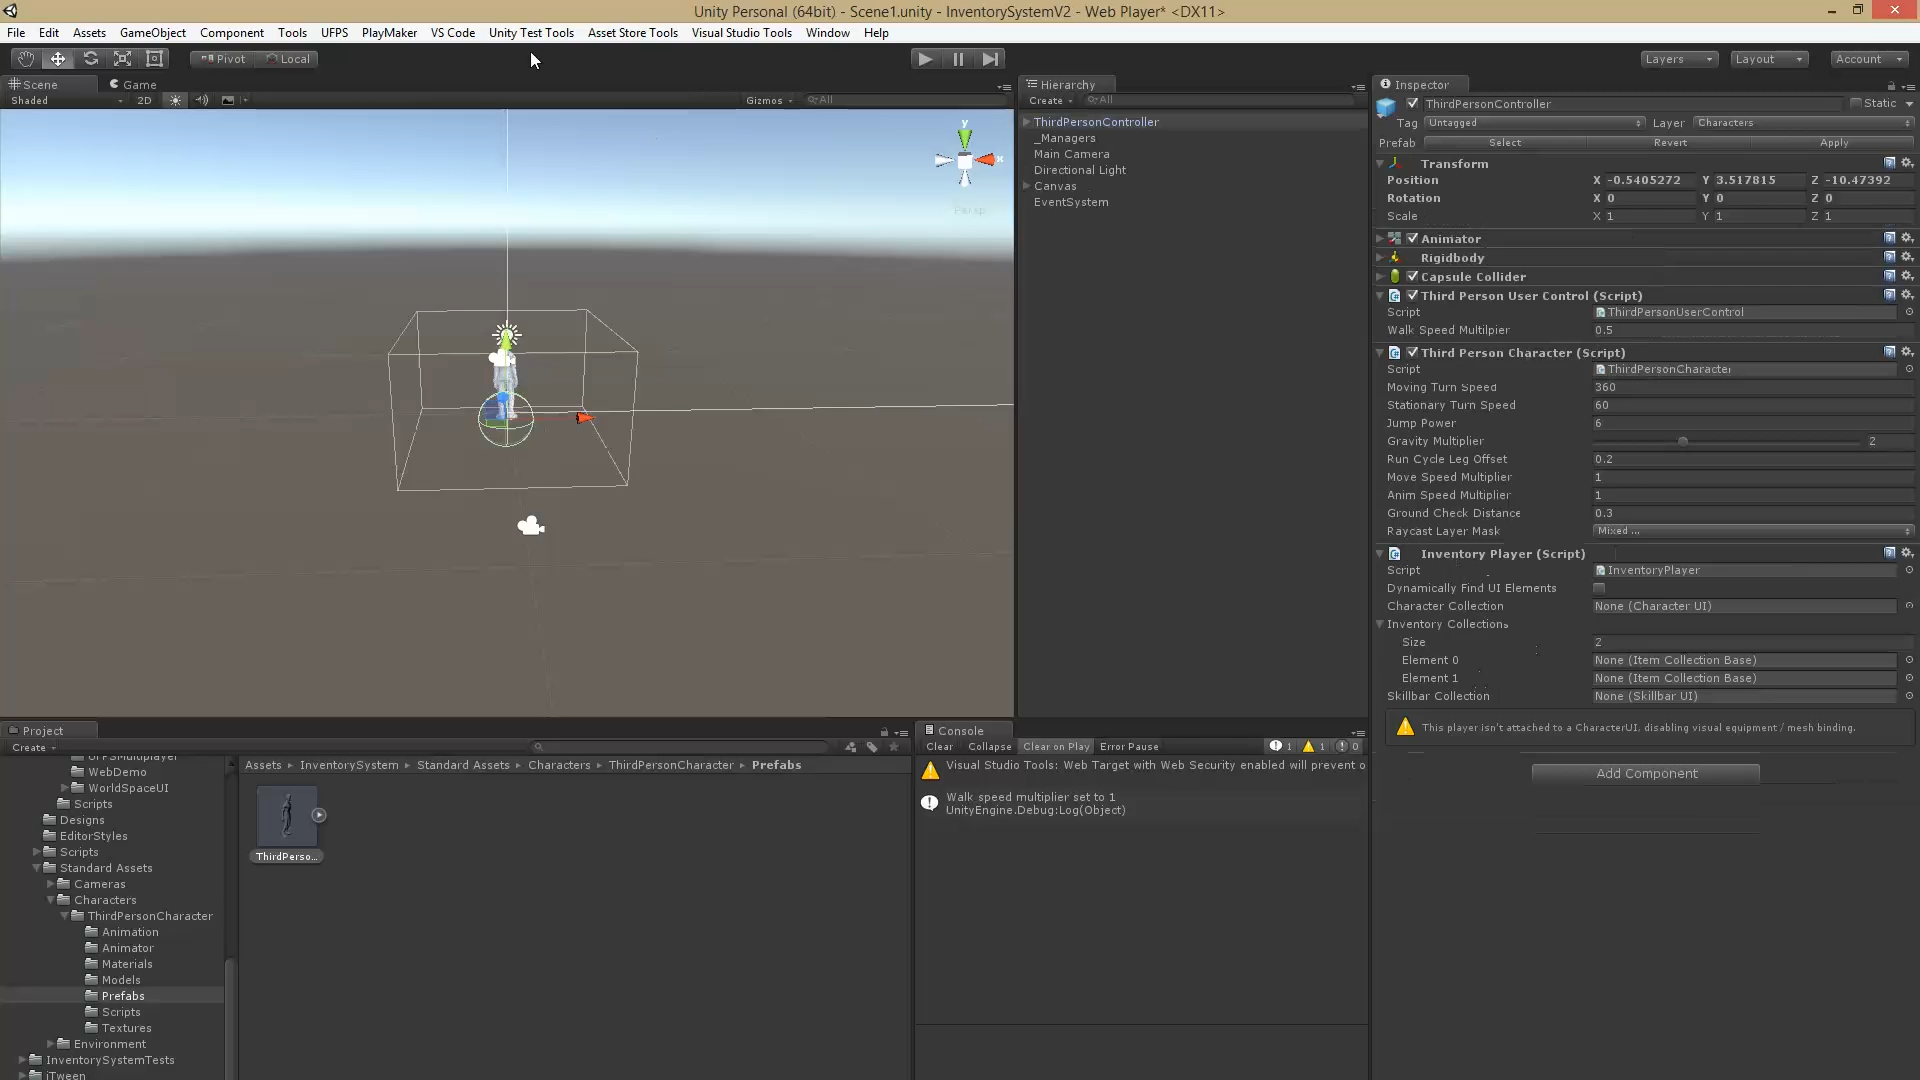 Unity Personal (64bit) - Scene1.unity - InventorySystemV2 - Web Player* <DX11>
File Edit Assets GameObject Component Tools UFPS PlayMaker VS Code Unity Test Tools Asset Store Tools Visual Studio Tools Window Help
Pivot Local
Layers Layout Account
Scene Game
Shaded 2D Gizmos All
y
x
Persp
Hierarchy
Create All
ThirdPersonController
_Managers
Main Camera
Directional Light
Canvas
EventSystem
Inspector
ThirdPersonController Static
Tag Untagged Layer Characters
Prefab Select Revert Apply
Transform
Position X -0.5405272 Y 3.517815 Z -10.47392
Rotation X 0 Y 0 Z 0
Scale X 1 Y 1 Z 1
Animator
Rigidbody
Capsule Collider
Third Person User Control (Script)
Script ThirdPersonUserControl
Walk Speed Multilpier 0.5
Third Person Character (Script)
Script ThirdPersonCharacter
Moving Turn Speed 360
Stationary Turn Speed 60
Jump Power 6
Gravity Multiplier 2
Run Cycle Leg Offset 0.2
Move Speed Multiplier 1
Anim Speed Multiplier 1
Ground Check Distance 0.3
Raycast Layer Mask Mixed ...
Inventory Player (Script)
Script InventoryPlayer
Dynamically Find UI Elements
Character Collection None (Character UI)
Inventory Collections
Size 2
Element 0 None (Item Collection Base)
Element 1 None (Item Collection Base)
Skillbar Collection None (Skillbar UI)
This player isn't attached to a CharacterUI, disabling visual equipment / mesh binding.
Add Component
Project
Create
UFPSMultiplayer
WebDemo
WorldSpaceUI
Scripts
Designs
EditorStyles
Scripts
Standard Assets
Cameras
Characters
ThirdPersonCharacter
Animation
Animator
Materials
Models
Prefabs
Scripts
Textures
Environment
InventorySystemTests
iTween
Assets InventorySystem Standard Assets Characters ThirdPersonCharacter Prefabs
ThirdPerso...
Console
Clear Collapse Clear on Play Error Pause 1 1 0
Visual Studio Tools: Web Target with Web Security enabled will prevent o
Walk speed multiplier set to 1
UnityEngine.Debug:Log(Object)